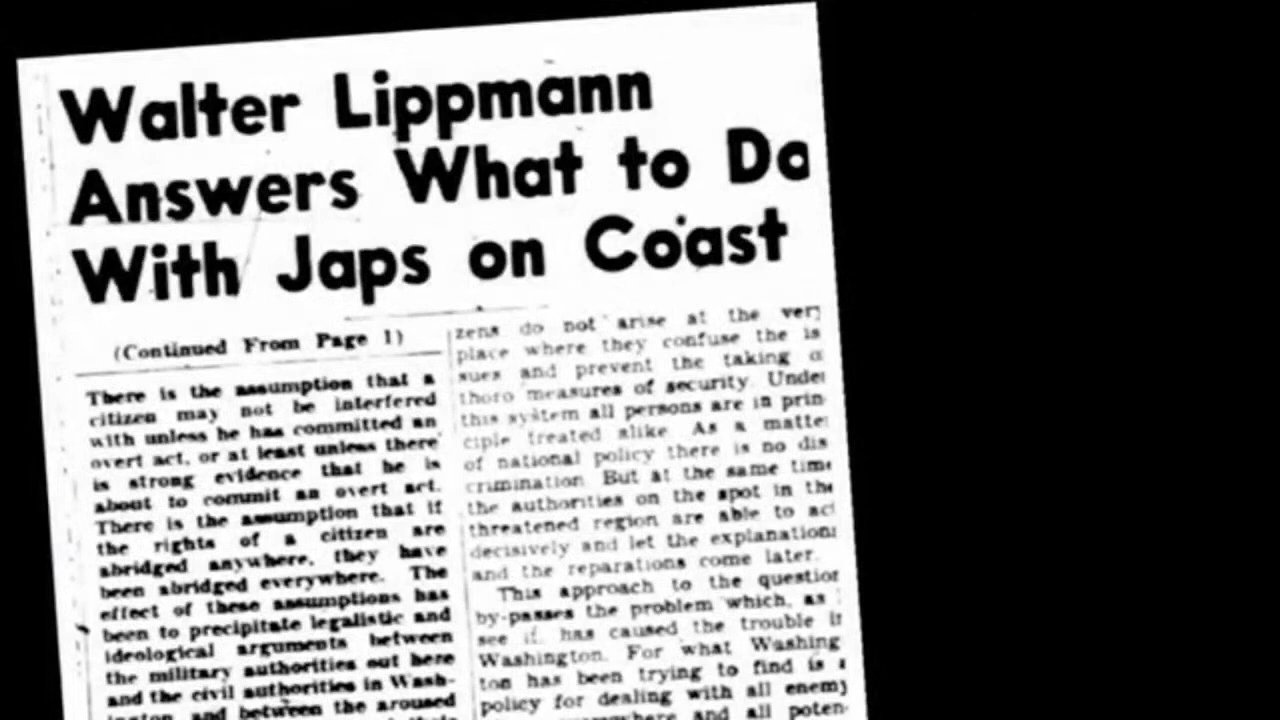 Walter Lippmann
Answers What to Do
With Japs on Coast
(Continued From Page 1)
There is the assumption that a
citizen may not be interfered
with unless he has committed an
overt act, or at least unless there
is strong evidence that he is
about to commit an overt act.
There is the assumption that if
the rights of a citizen are
abridged anywhere, they have
been abridged everywhere. The
effect of these assumptions has
been to precipitate legalistic and
ideological arguments between
the military authorities out here
and the civil authorities in Wash-
ington and between the aroused
zens do not arise at the very
place where they confuse the is
sues and prevent the taking o
thoro measures of security. Unde
this system all persons are in prin
ciple treated alike. As a matte
of national policy there is no dis
crimination. But at the same time
the authorities on the spot in the
threatened region are able to act
decisively and let the explanations
and the reparations come later.
This approach to the question
by-passes the problem which, as
see it, has caused the trouble in
Washington. For what Washing
ton has been trying to find is a
policy for dealing with all enemy
and all poten-